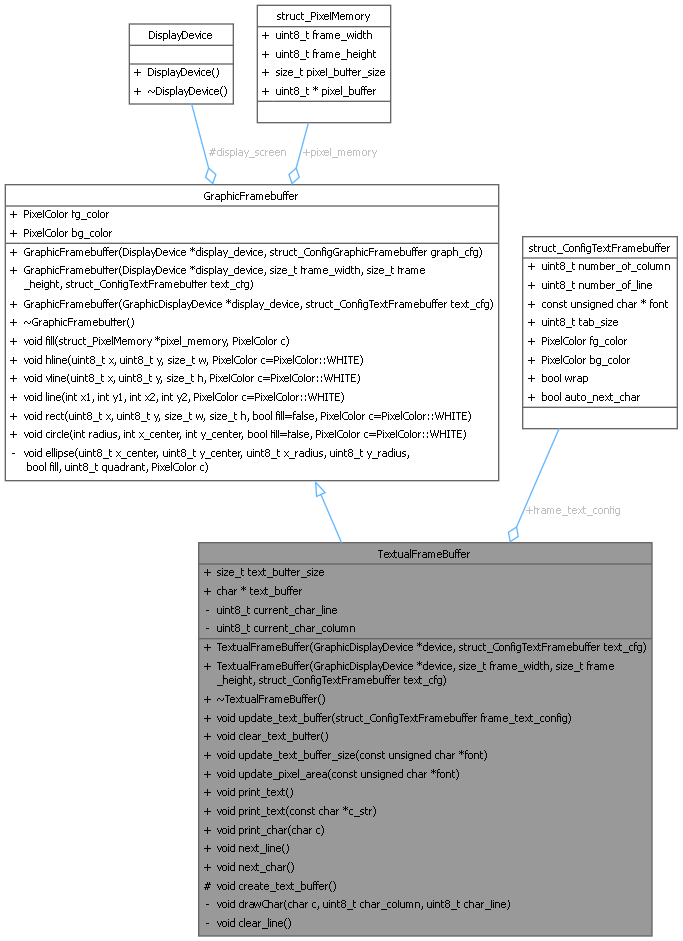 DisplayDevice
+ DisplayDevice()
+ ~DisplayDevice()
struct_PixelMemory
+ uint8_t frame_width
+ uint8_t frame_height
+ size_t pixel_buffer_size
+ uint8_t * pixel_buffer
#display_screen
+pixel_memory
GraphicFramebuffer
+ PixelColor fg_color
+ PixelColor bg_color
+ GraphicFramebuffer(DisplayDevice *display_device, struct_ConfigGraphicFramebuffer graph_cfg)
+ GraphicFramebuffer(DisplayDevice *display_device, size_t frame_width, size_t frame
_height, struct_ConfigTextFramebuffer text_cfg)
+ GraphicFramebuffer(GraphicDisplayDevice *display_device, struct_ConfigTextFramebuffer text_cfg)
+ ~GraphicFramebuffer()
+ void fill(struct_PixelMemory *pixel_memory, PixelColor c)
+ void hline(uint8_t x, uint8_t y, size_t w, PixelColor c=PixelColor::WHITE)
+ void vline(uint8_t x, uint8_t y, size_t h, PixelColor c=PixelColor::WHITE)
+ void line(int x1, int y1, int x2, int y2, PixelColor c=PixelColor::WHITE)
+ void rect(uint8_t x, uint8_t y, size_t w, size_t h, bool fill=false, PixelColor c=PixelColor::WHITE)
+ void circle(int radius, int x_center, int y_center, bool fill=false, PixelColor c=PixelColor::WHITE)
- void ellipse(uint8_t x_center, uint8_t y_center, uint8_t x_radius, uint8_t y_radius,
bool fill, uint8_t quadrant, PixelColor c)
struct_ConfigTextFramebuffer
+ uint8_t number_of_column
+ uint8_t number_of_line
+ const unsigned char * font
+ uint8_t tab_size
+ PixelColor fg_color
+ PixelColor bg_color
+ bool wrap
+ bool auto_next_char
+frame_text_config
TextualFrameBuffer
+ size_t text_buffer_size
+ char * text_buffer
- uint8_t current_char_line
- uint8_t current_char_column
+ TextualFrameBuffer(GraphicDisplayDevice *device, struct_ConfigTextFramebuffer text_cfg)
+ TextualFrameBuffer(GraphicDisplayDevice *device, size_t frame_width, size_t frame
_height, struct_ConfigTextFramebuffer text_cfg)
+ ~TextualFrameBuffer()
+ void update_text_buffer(struct_ConfigTextFramebuffer frame_text_config)
+ void clear_text_buffer()
+ void update_text_buffer_size(const unsigned char *font)
+ void update_pixel_area(const unsigned char *font)
+ void print_text()
+ void print_text(const char *c_str)
+ void print_char(char c)
+ void next_line()
+ void next_char()
# void create_text_buffer()
- void drawChar(char c, uint8_t char_column, uint8_t char_line)
- void clear_line()